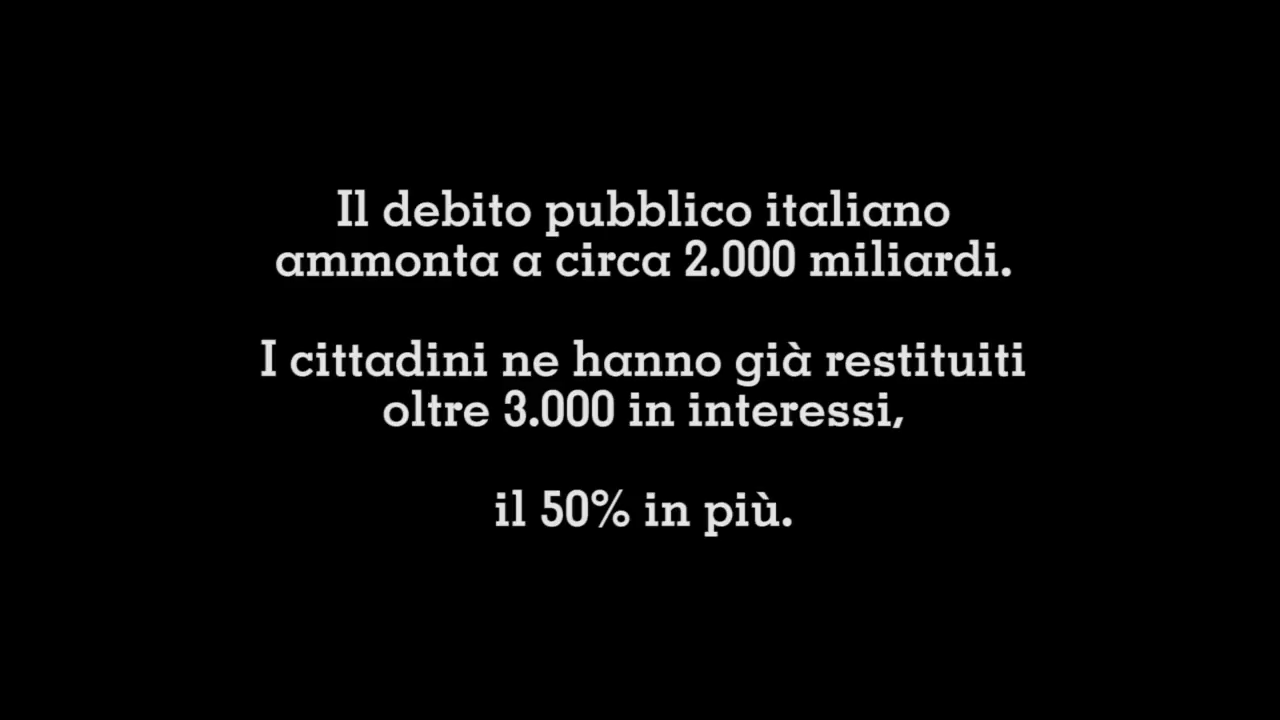 Il debito pubblico italiano
ammonta a circa 2.000 miliardi.
I cittadini ne hanno già restituiti
oltre 3.000 in interessi,
il 50% in più.